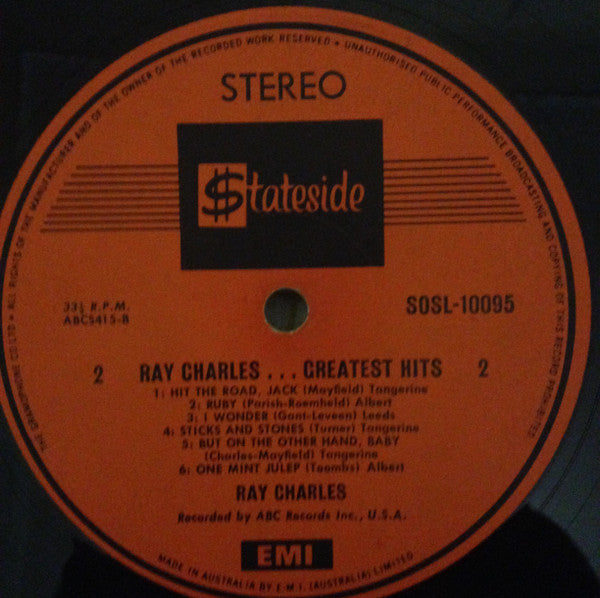 THE GRAMOPHONE CO LTD • ALL RIGHTS OF THE MANUFACTURER AND OF THE OWNER OF THE RECORDED WORK RESERVED • UNAUTHORISED PUBLIC PERFORMANCE BROADCASTING AND COPYING OF THIS RECORD PROHIBITED
STEREO
$tateside
33⅓ R.P.M.
ABCS415-B
SOSL-10095
2 RAY CHARLES . . . GREATEST HITS 2
1: HIT THE ROAD, JACK (Mayfield) Tangerine
2: RUBY (Parish-Roemheld) Albert
3: I WONDER (Gant-Leveen) Leeds
4: STICKS AND STONES (Turner) Tangerine
5: BUT ON THE OTHER HAND, BABY
(Charles-Mayfield) Tangerine
6: ONE MINT JULEP (Toombs) Albert
RAY CHARLES
Recorded by ABC Records Inc., U.S.A.
EMI
MADE IN AUSTRALIA BY E·M·I. (AUSTRALIA) LIMITED